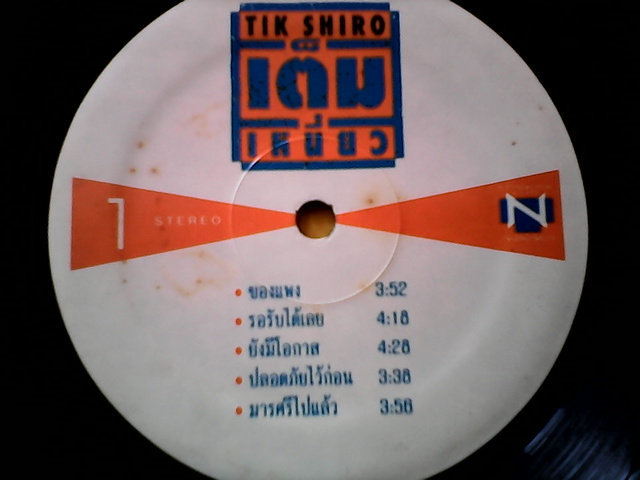 TIK SHIRO
เต็ม
เหนี่ยว
1
STEREO
N
• ของแพง 3:52
• รอรับได้เลย 4:18
• ยังมีโอกาส 4:28
• ปลอดภัยไว้ก่อน 3:38
• มารศรีไปแล้ว 3:56